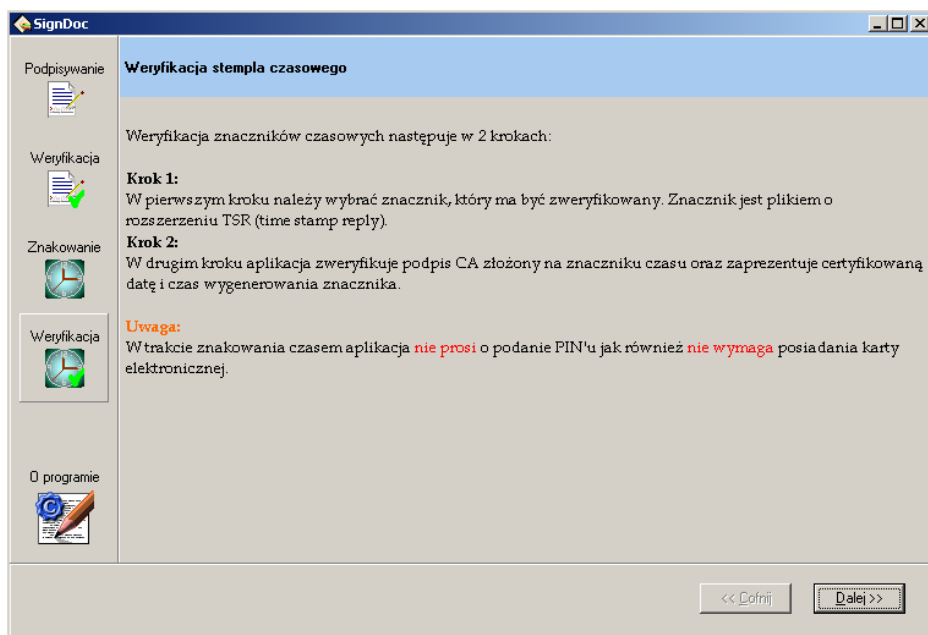 SignDoc
Podpisywanie
Weryfikacja
Znakowanie
Weryfikacja
O programie
Weryfikacja stempla czasowego
Weryfikacja znaczników czasowych następuje w 2 krokach:
Krok 1:
W pierwszym kroku należy wybrać znacznik, który ma być zweryfikowany. Znacznik jest plikiem o
rozszerzeniu TSR (time stamp reply).
Krok 2:
W drugim kroku aplikacja zweryfikuje podpis CA złożony na znaczniku czasu oraz zaprezentuje certyfikowaną
datę i czas wygenerowania znacznika.
Uwaga:
W trakcie znakowania czasem aplikacja nie prosi o podanie PIN'u jak również nie wymaga posiadania karty
elektronicznej.
<< Cofnij
Dalej >>